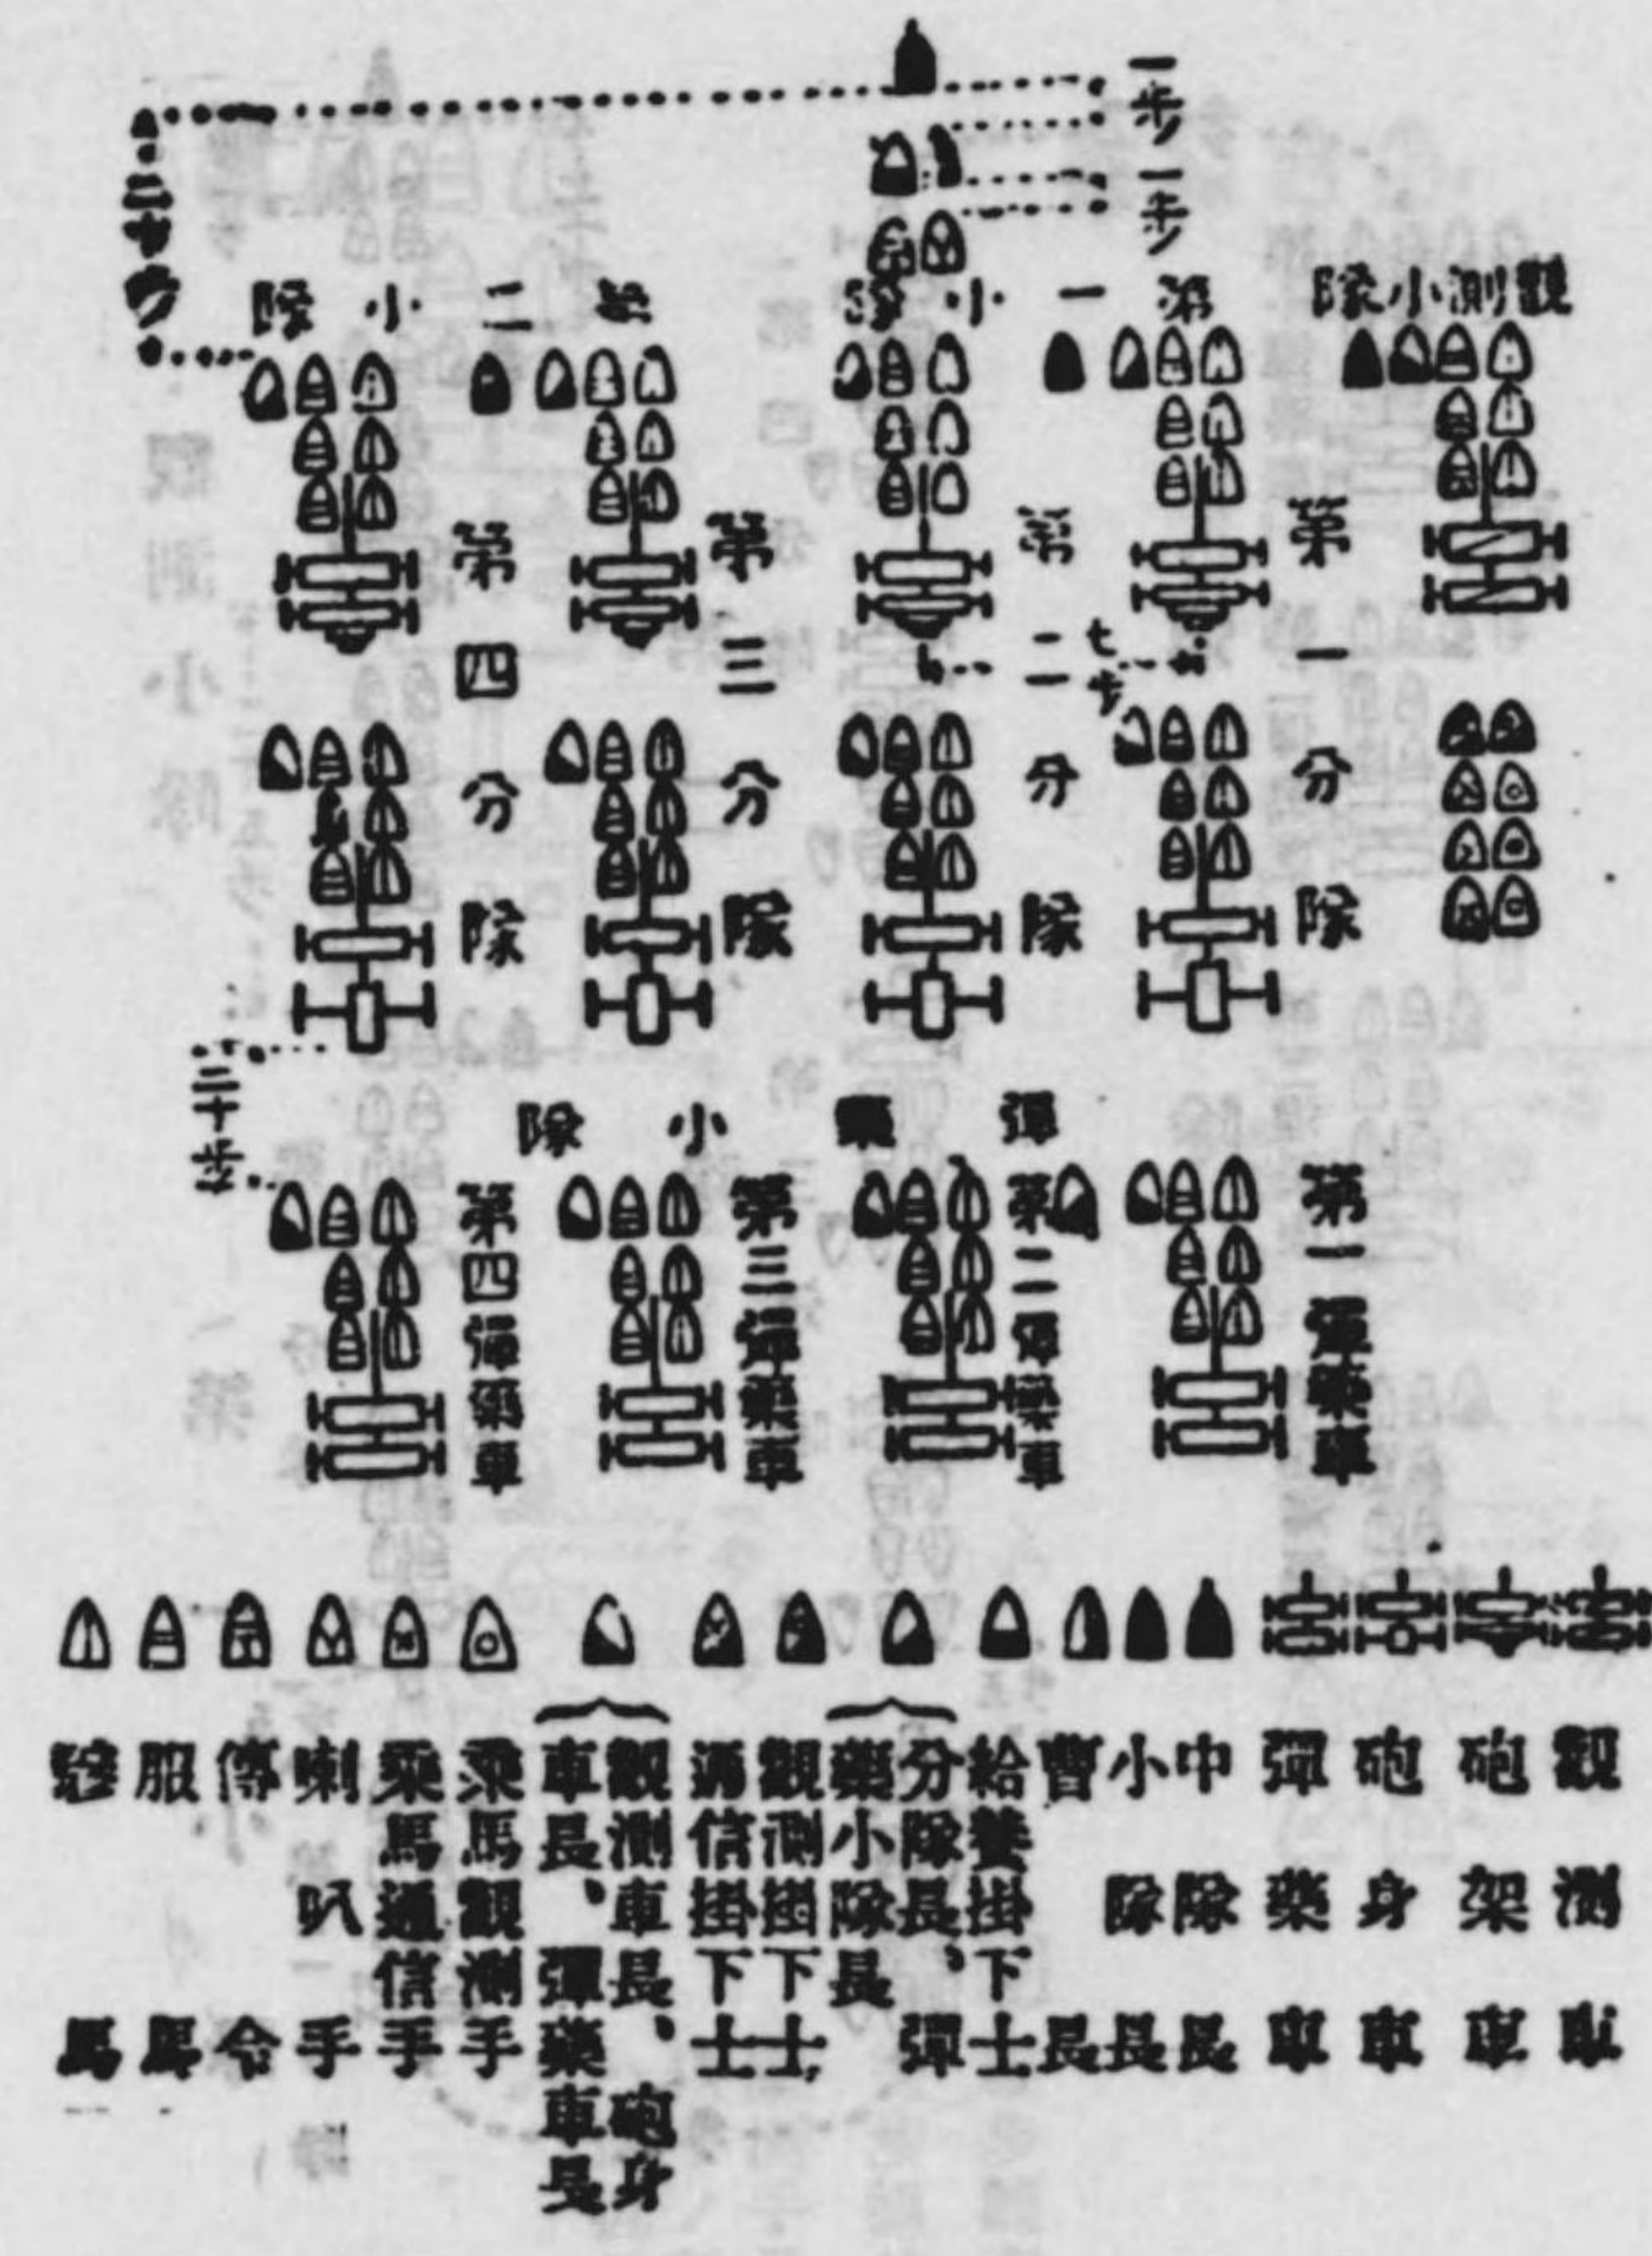 一步
一步
二十步
觀測小隊
第一小隊
第二小隊
第一分隊
第二分隊
第三分隊
第四分隊
七步
三十步
彈藥小隊
第一彈藥車
第二彈藥車
第三彈藥車
第四彈藥車
觀測車
砲架車
砲身車
彈藥車
中隊長
小隊長
曹長
給養掛下士
分隊長、彈
藥小隊長
觀測掛下士
通信掛下士
觀測車長、砲身
車長、彈藥車長
乘馬觀測手
乘馬通信手
喇叭手
傳令
服馬
驂馬